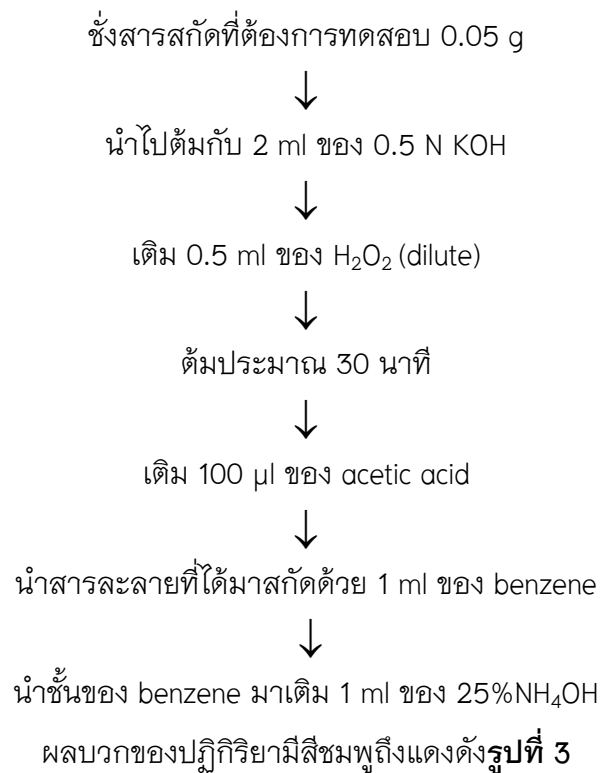 ชั่งสารสกัดที่ต้องการทดสอบ 0.05 g
↓
นำไปต้มกับ 2 ml ของ 0.5 N KOH
↓
เติม 0.5 ml ของ H₂O₂ (dilute)
↓
ต้มประมาณ 30 นาที
↓
เติม 100 µl ของ acetic acid
↓
นำสารละลายที่ได้มาสกัดด้วย 1 ml ของ benzene
↓
นำชั้นของ benzene มาเติม 1 ml ของ 25%NH₄OH
ผลบวกของปฏิกิริยามีสีชมพูถึงแดงดังรูปที่ 3